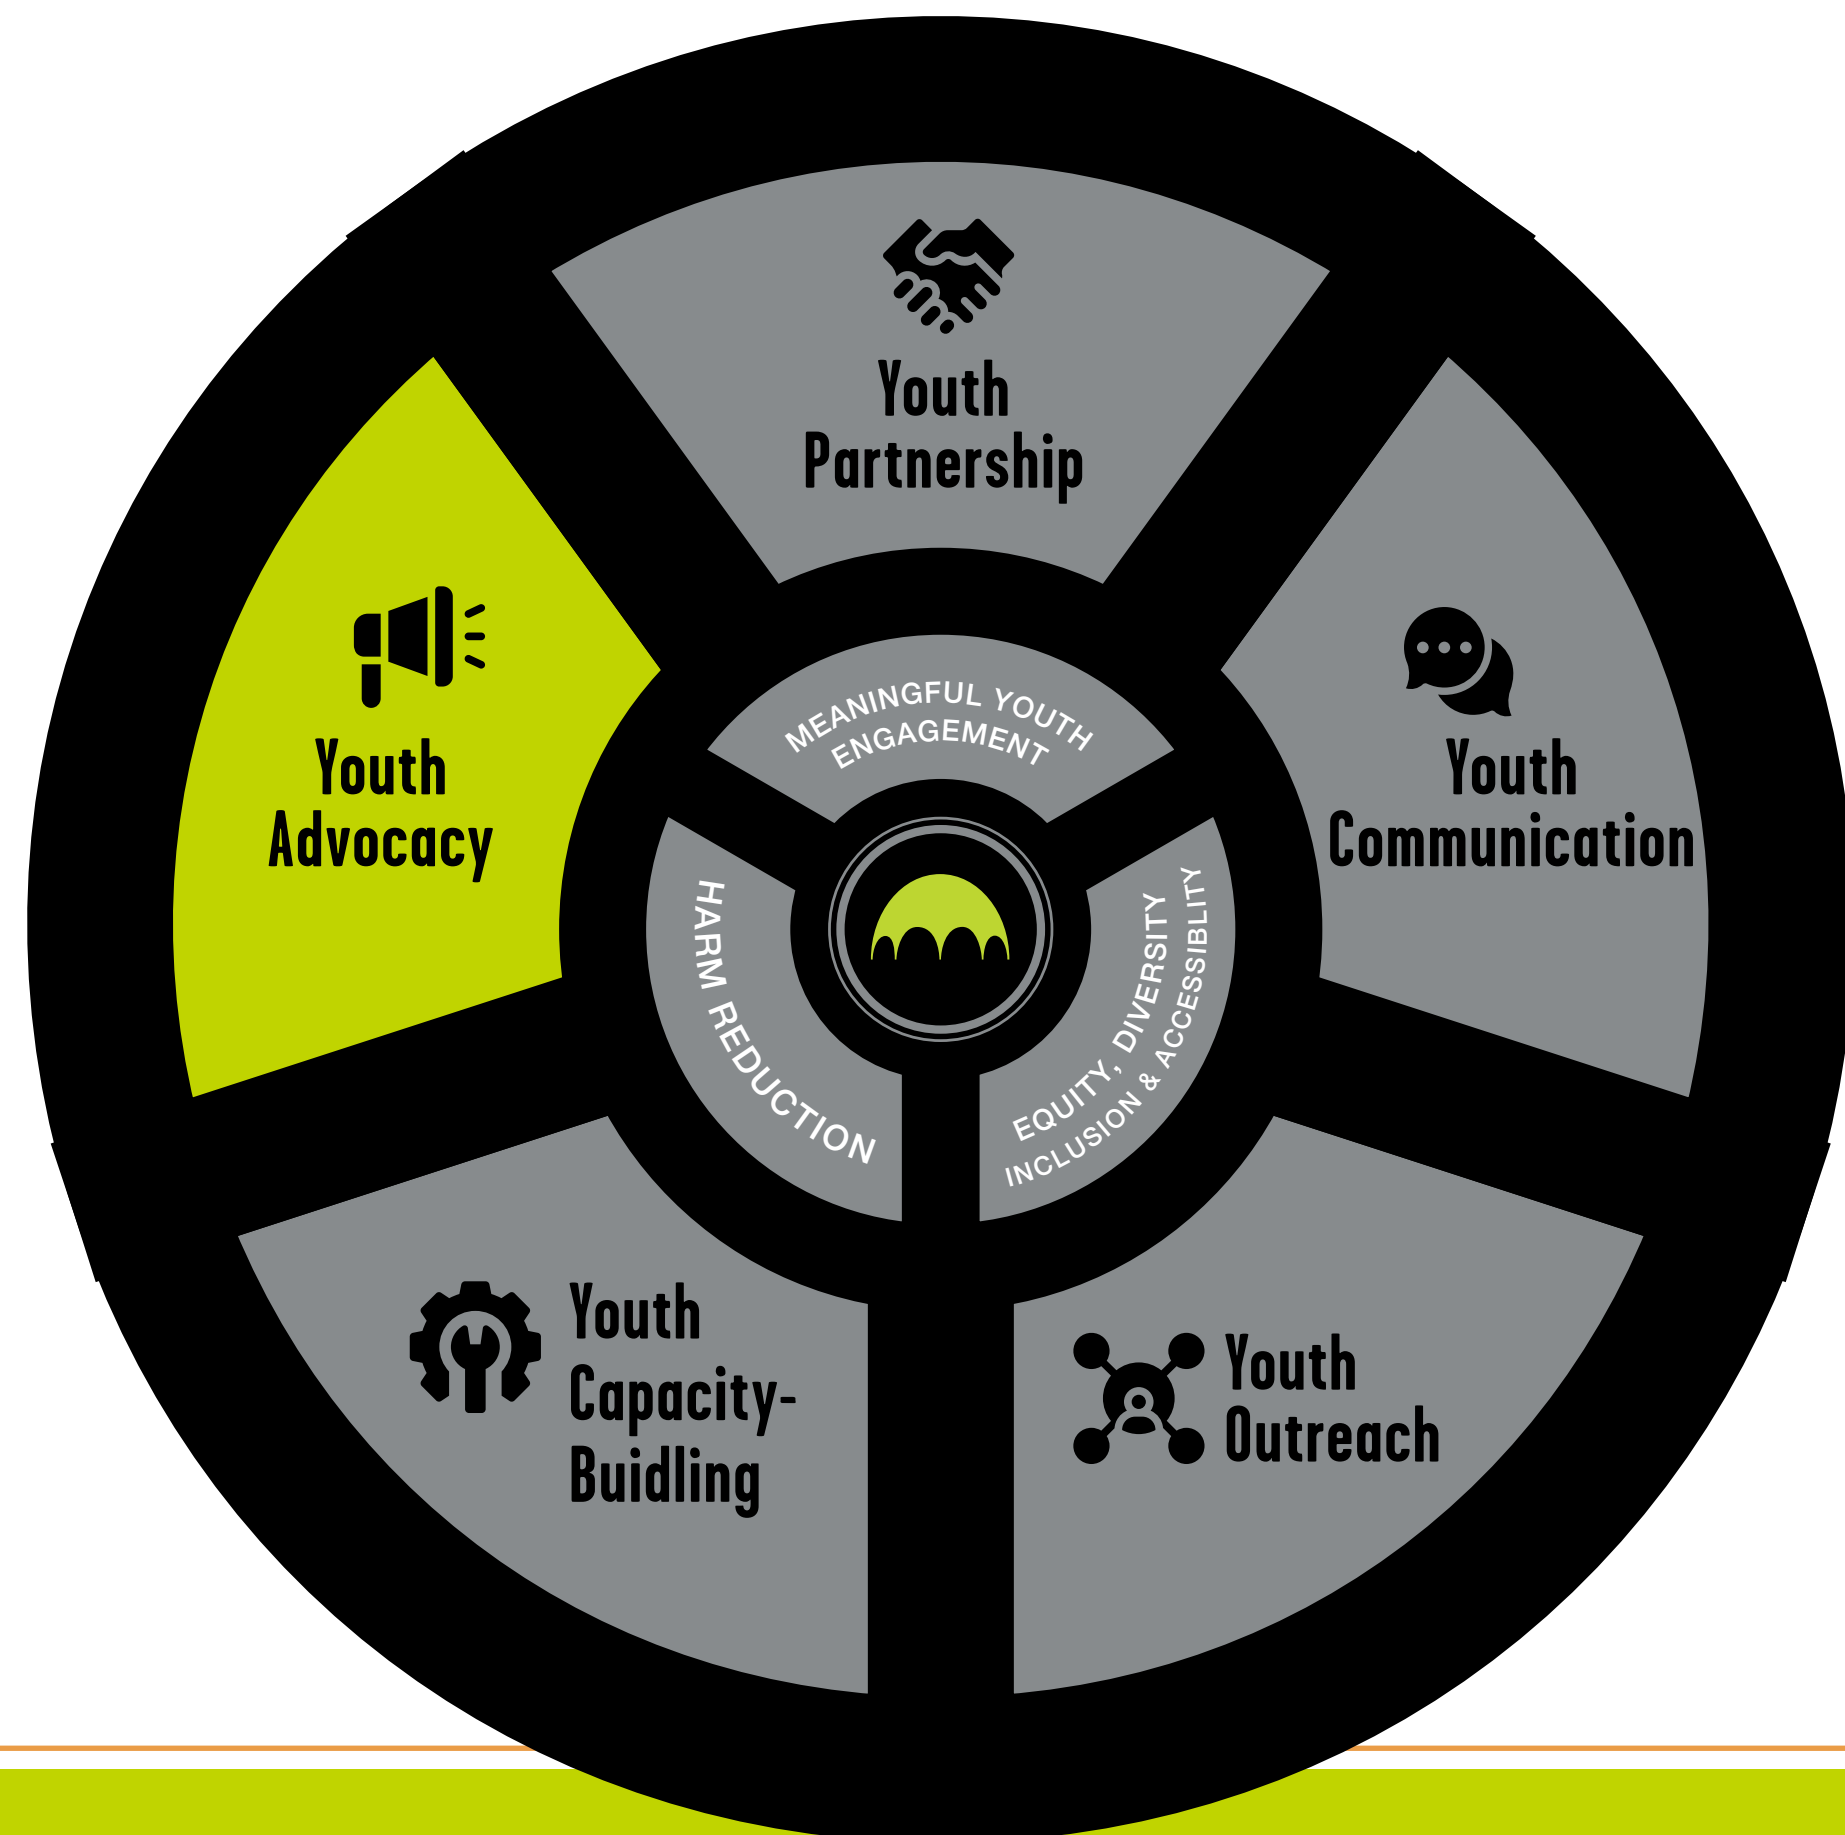 Youth
Partnership
Youth
Advocacy
Youth
Communication
MEANINGFUL YOUTH
ENGAGEMENT
HARM REDUCTION
EQUITY, DIVERSITY
INCLUSION & ACCESSIBLITY
Youth
Capacity-
Buidling
Youth
Outreach